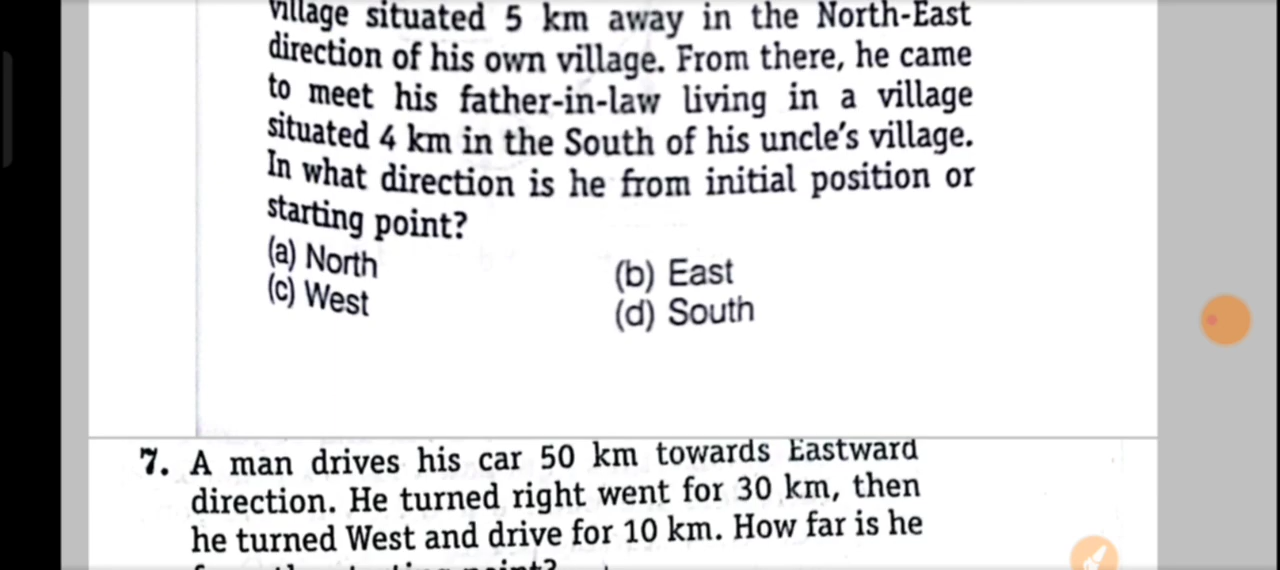 village situated 5 km away in the North-East
direction of his own village. From there, he came
to meet his father-in-law living in a village
situated 4 km in the South of his uncle's village.
In what direction is he from initial position or
starting point?
(a) North
(b) East
(c) West
(d) South
7. A man drives his car 50 km towards Eastward
direction. He turned right went for 30 km, then
he turned West and drive for 10 km. How far is he
point?